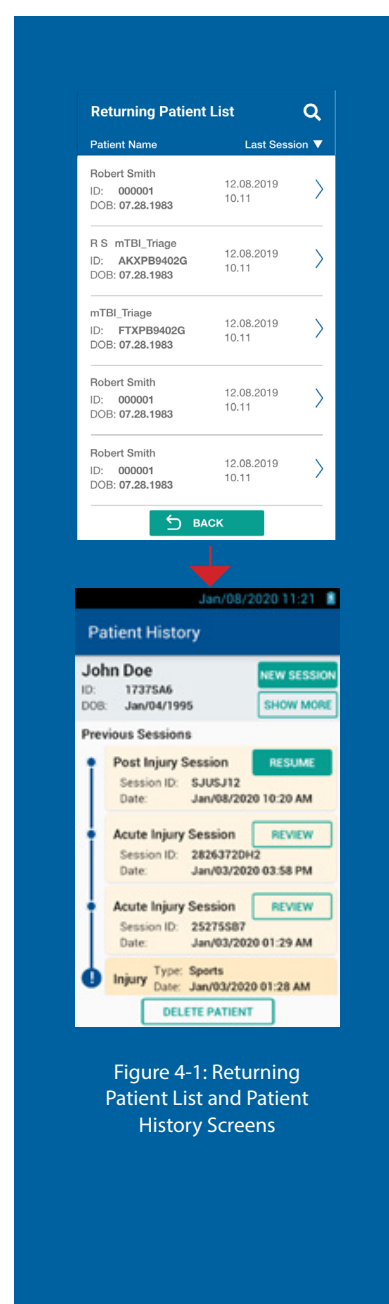 Returning Patient List
Patient Name Last Session ▼
Robert Smith
ID: 000001 12.08.2019
DOB: 07.28.1983 10.11
R S mTBI_Triage
ID: AKXPB9402G 12.08.2019
DOB: 07.28.1983 10.11
mTBI_Triage
ID: FTXPB9402G 12.08.2019
DOB: 07.28.1983 10.11
Robert Smith
ID: 000001 12.08.2019
DOB: 07.28.1983 10.11
Robert Smith
ID: 000001 12.08.2019
DOB: 07.28.1983 10.11
BACK
Jan/08/2020 11:21
Patient History
John Doe NEW SESSION
ID: 1737SA6
DOB: Jan/04/1995 SHOW MORE
Previous Sessions
Post Injury Session RESUME
Session ID: SJUSJ12
Date: Jan/08/2020 10:20 AM
Acute Injury Session REVIEW
Session ID: 2826372DH2
Date: Jan/03/2020 03:58 PM
Acute Injury Session REVIEW
Session ID: 25275SB7
Date: Jan/03/2020 01:29 AM
Injury Type: Sports
Date: Jan/03/2020 01:28 AM
DELETE PATIENT
Figure 4-1: Returning
Patient List and Patient
History Screens